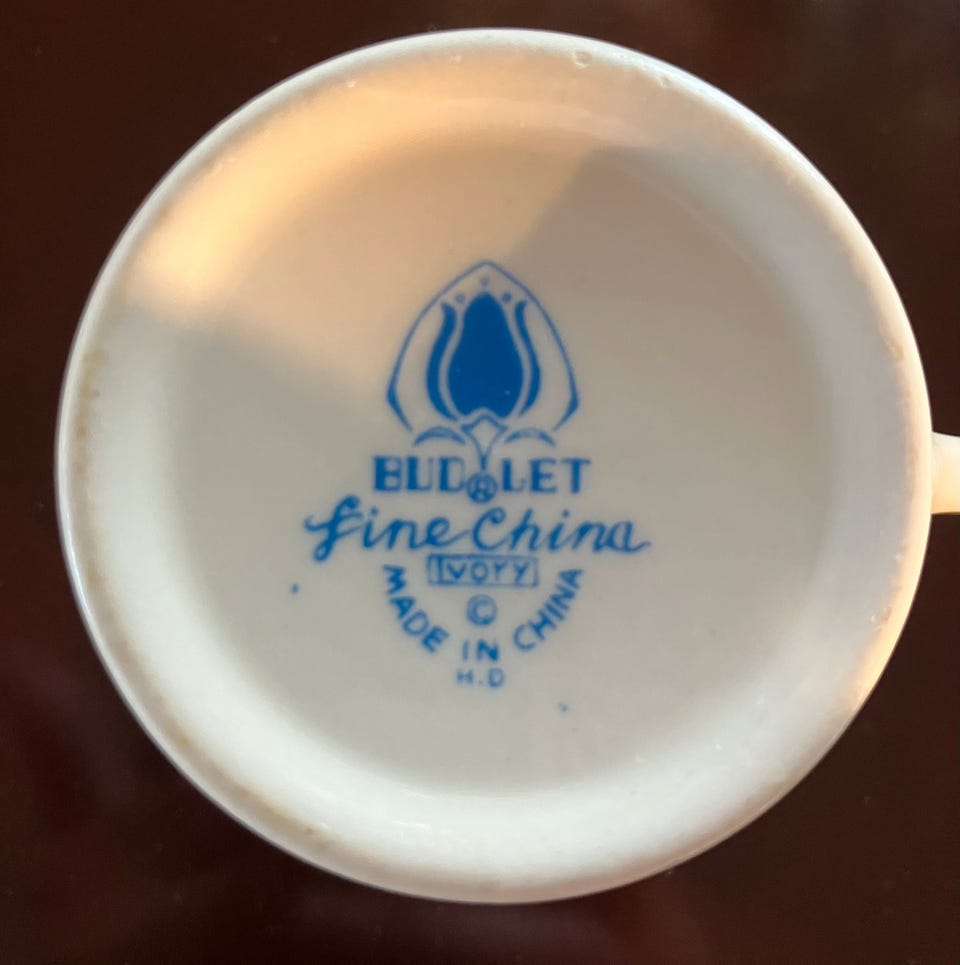 BUD®LET
Fine China
IVORY
©
MADE IN CHINA
H.D